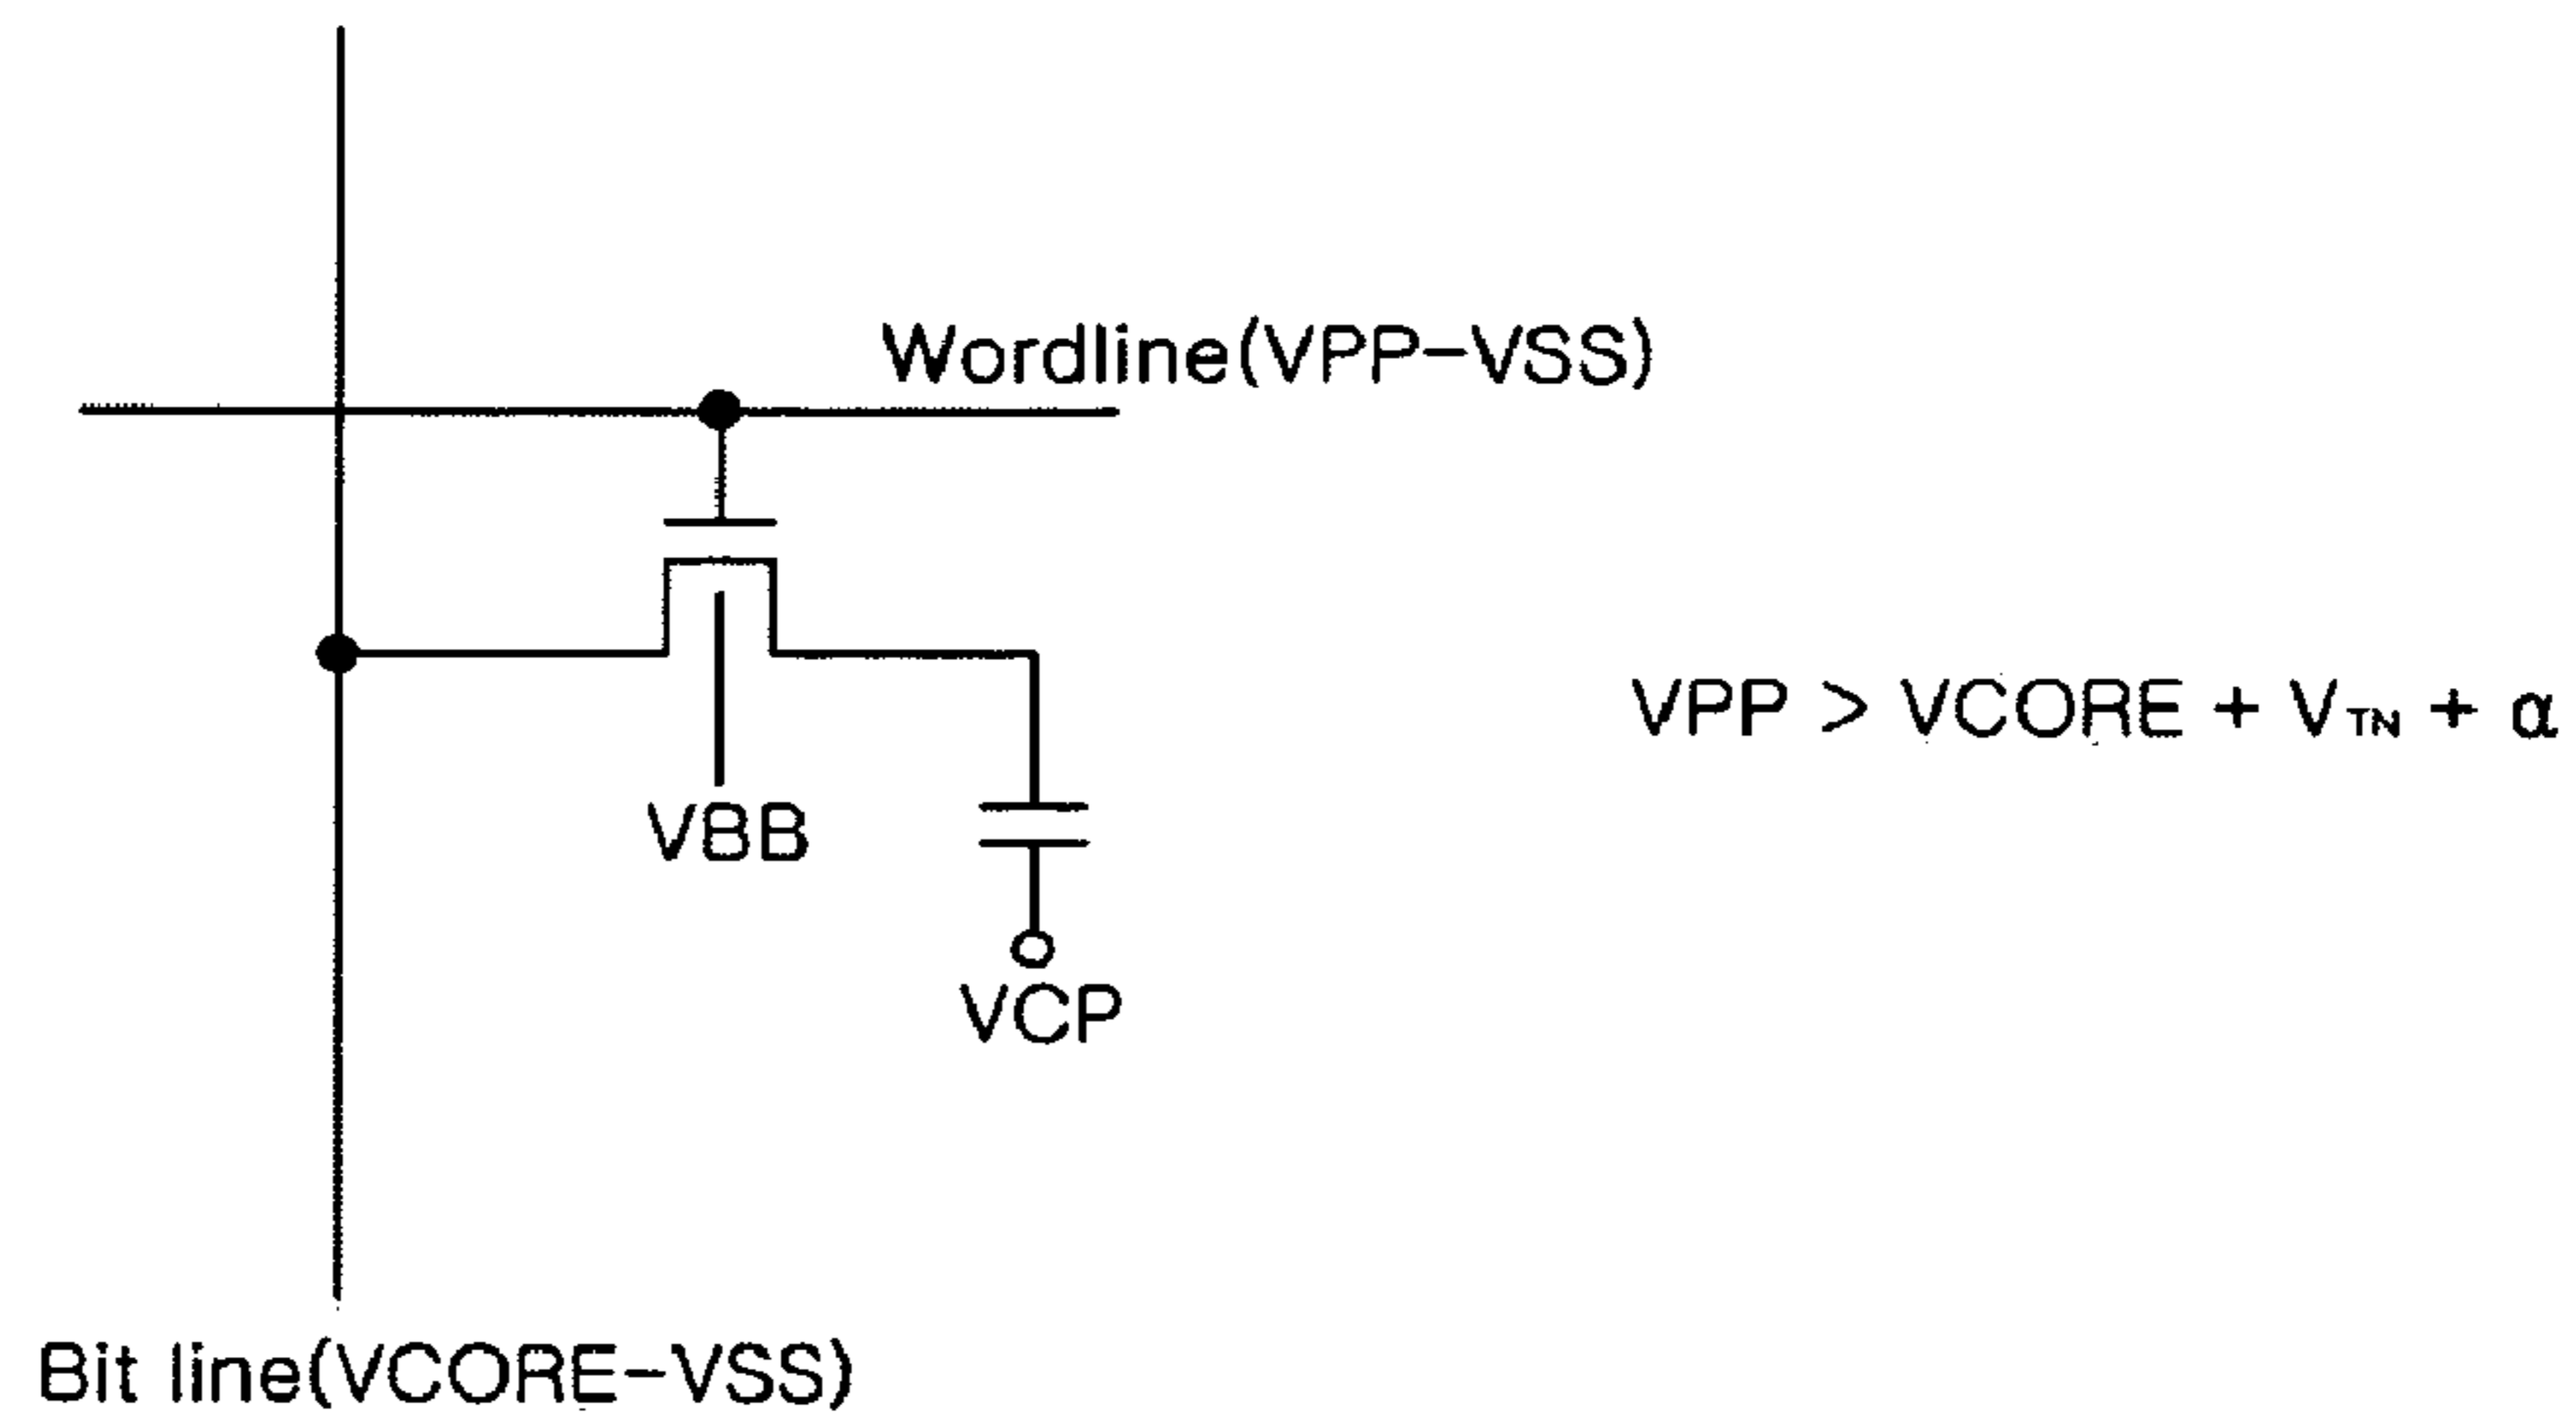 Wordline(VPP-VSS)
VPP > VCORE + VTN + α
VBB
VCP
Bit line(VCORE-VSS)